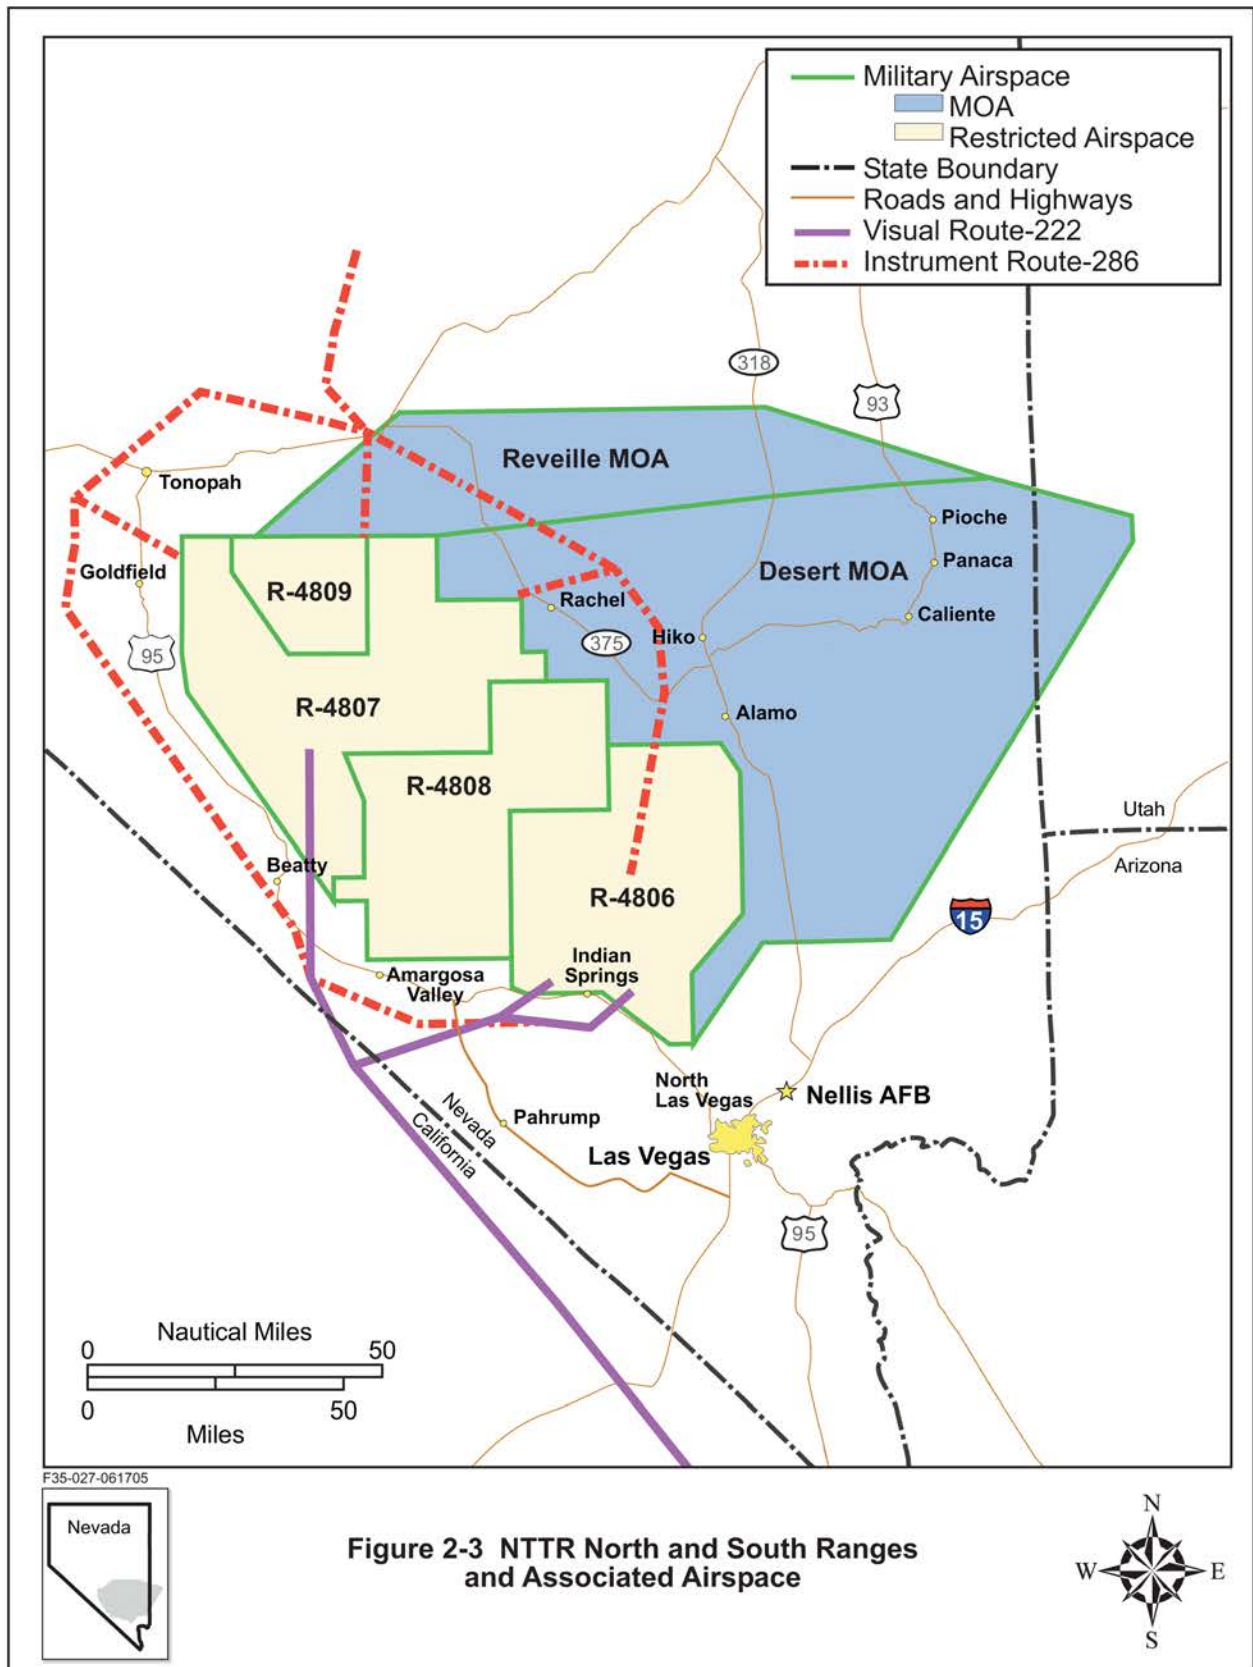 Military Airspace
MOA
Restricted Airspace
State Boundary
Roads and Highways
Visual Route-222
Instrument Route-286
318
93
Reveille MOA
Tonopah
Pioche
Desert MOA
Panaca
Goldfield
R-4809
Rachel
Caliente
95
375
Hiko
R-4807
Alamo
R-4808
Utah
Beatty
Arizona
R-4806
15
Indian
Springs
Amargosa
Valley
North
Las Vegas
Nellis AFB
Nevada
California
Pahrump
Las Vegas
95
Nautical Miles
0 50
0 50
Miles
F35-027-061705
Nevada
Figure 2-3 NTTR North and South Ranges
and Associated Airspace
N
W E
S